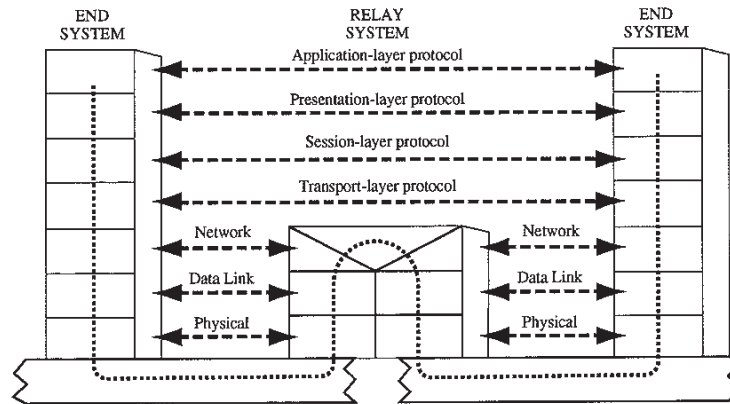 END
SYSTEM
RELAY
SYSTEM
END
SYSTEM
Application-layer protocol
Presentation-layer protocol
Session-layer protocol
Transport-layer protocol
Network
Network
Data Link
Data Link
Physical
Physical